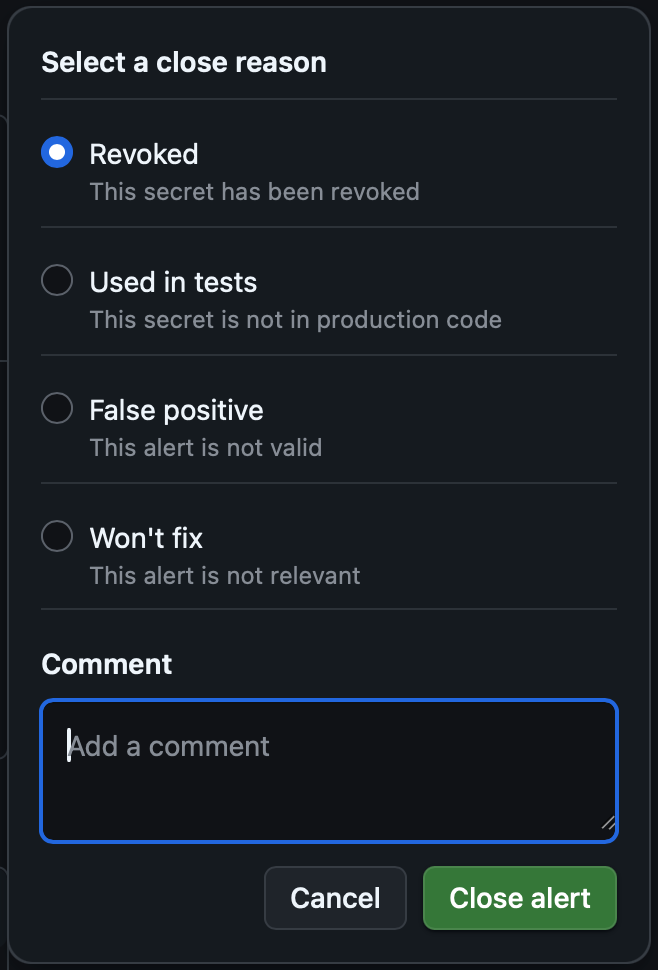 Select a close reason
Revoked
This secret has been revoked
Used in tests
This secret is not in production code
False positive
This alert is not valid
Won't fix
This alert is not relevant
Comment
Add a comment
Cancel
Close alert